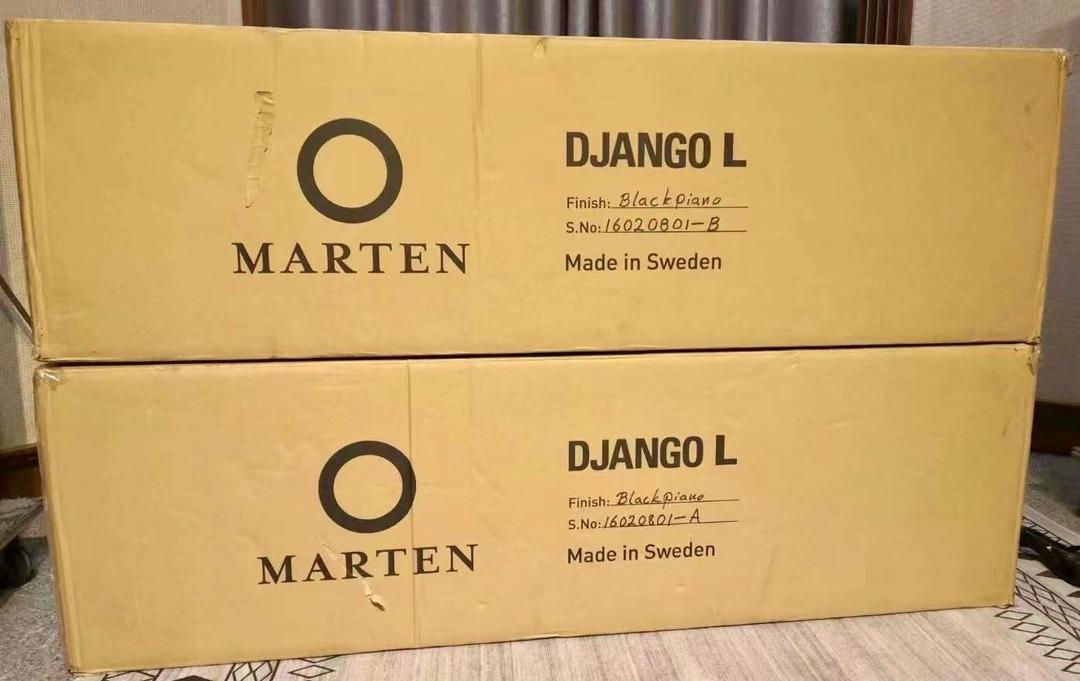 MARTEN
DJANGO L
Finish: Blackpiano
S.No: 16020801-B
Made in Sweden
MARTEN
DJANGO L
Finish: Blackpiano
S.No: 16020801-A
Made in Sweden